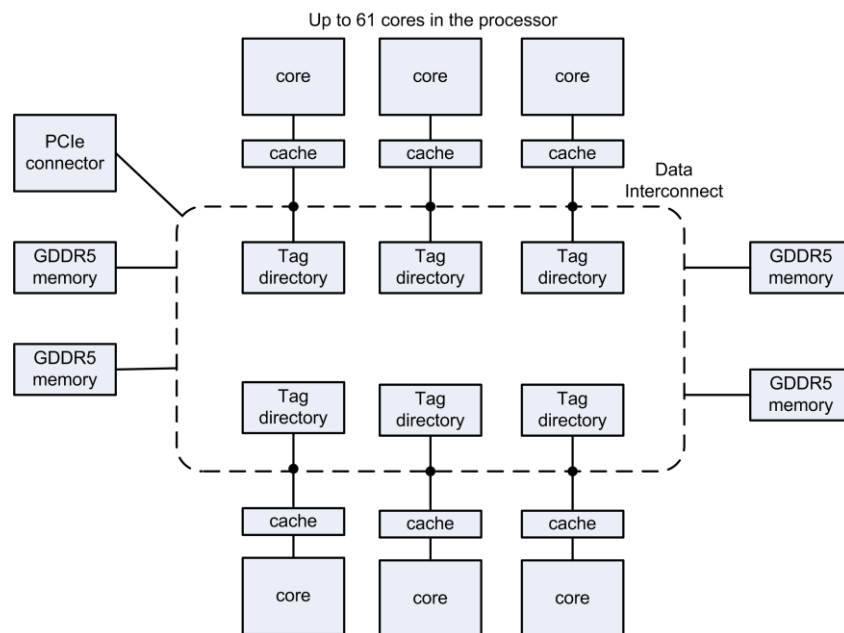 Up to 61 cores in the processor
core
core
core
PCIe
connector
cache
cache
cache
Data
Interconnect
GDDR5
memory
Tag
directory
Tag
directory
Tag
directory
GDDR5
memory
GDDR5
memory
Tag
directory
Tag
directory
Tag
directory
GDDR5
memory
cache
cache
cache
core
core
core